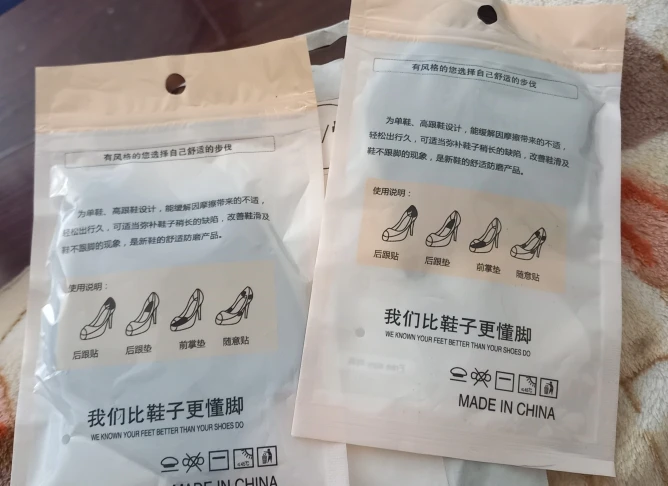 有风格的您选择自己舒适的步伐
为单鞋、高跟鞋设计，能缓解因摩擦带来的不适，
轻松出行久，可适当弥补鞋子稍长的缺陷，改善鞋滑及
鞋不跟脚的现象，是新鞋的舒适防磨产品。
使用说明：
后跟贴 后跟垫 前掌垫 随意贴
我们比鞋子更懂脚
WE KNOWN YOUR FEET BETTER THAN YOUR SHOES DO
MADE IN CHINA
有风格的您选择自己舒适的步伐
为单鞋、高跟鞋设计，能缓解因摩擦带来的不适，
轻松出行久，可适当弥补鞋子稍长的缺陷，改善鞋滑及
鞋不跟脚的现象，是新鞋的舒适防磨产品。
使用说明：
后跟贴 后跟垫 前掌垫 随意贴
我们比鞋子更懂脚
WE KNOWN YOUR FEET BETTER THAN YOUR SHOES DO
MADE IN CHINA